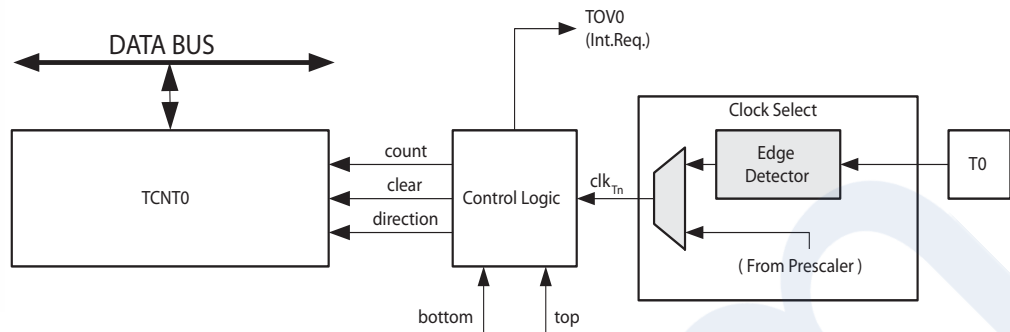 TOV0
(Int.Req.)
DATA BUS
Clock Select
count
Edge
Detector
T0
TCNT0
clear
Control Logic
clkTn
direction
( From Prescaler )
bottom
top